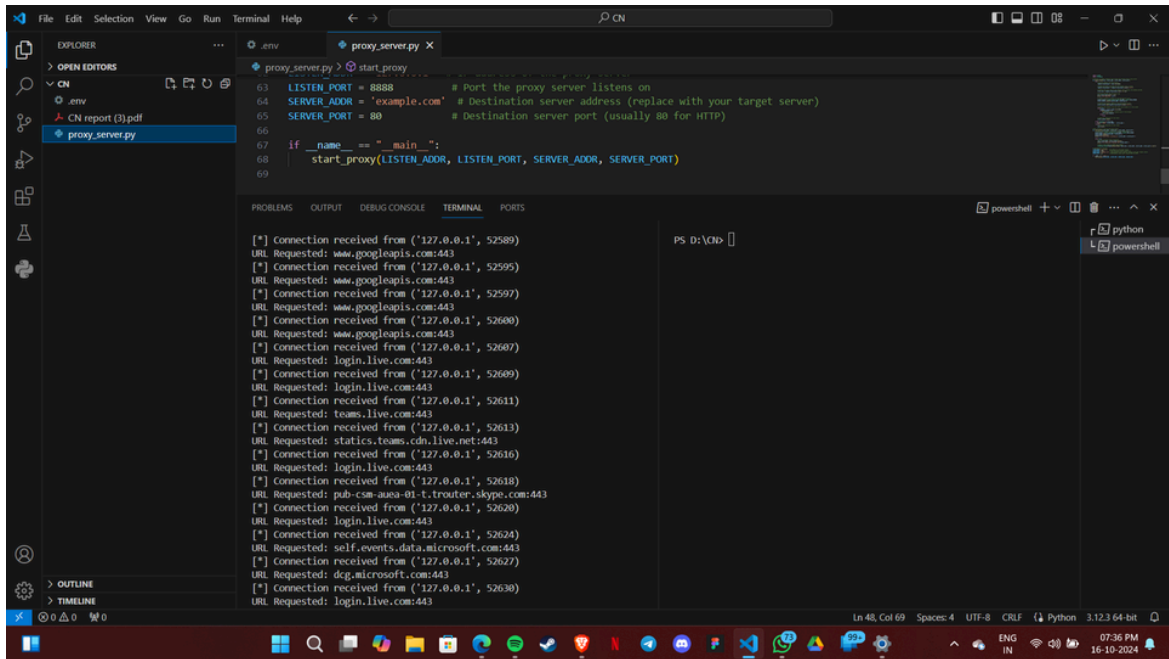 File Edit Selection View Go Run Terminal Help
CN
EXPLORER
OPEN EDITORS
CN
.env
CN report (3).pdf
proxy_server.py
OUTLINE
TIMELINE
.env
proxy_server.py
proxy_server.py > start_proxy
63 LISTEN_PORT = 8888 # Port the proxy server listens on
64 SERVER_ADDR = 'example.com' # Destination server address (replace with your target server)
65 SERVER_PORT = 80 # Destination server port (usually 80 for HTTP)
66
67 if __name__ == "__main__":
68 start_proxy(LISTEN_ADDR, LISTEN_PORT, SERVER_ADDR, SERVER_PORT)
69
PROBLEMS OUTPUT DEBUG CONSOLE TERMINAL PORTS
powershell
[*] Connection received from ('127.0.0.1', 52589)
URL Requested: www.googleapis.com:443
[*] Connection received from ('127.0.0.1', 52595)
URL Requested: www.googleapis.com:443
[*] Connection received from ('127.0.0.1', 52597)
URL Requested: www.googleapis.com:443
[*] Connection received from ('127.0.0.1', 52600)
URL Requested: www.googleapis.com:443
[*] Connection received from ('127.0.0.1', 52607)
URL Requested: login.live.com:443
[*] Connection received from ('127.0.0.1', 52609)
URL Requested: login.live.com:443
[*] Connection received from ('127.0.0.1', 52611)
URL Requested: teams.live.com:443
[*] Connection received from ('127.0.0.1', 52613)
URL Requested: statics.teams.cdn.live.net:443
[*] Connection received from ('127.0.0.1', 52616)
URL Requested: login.live.com:443
[*] Connection received from ('127.0.0.1', 52618)
URL Requested: pub-csm-auea-01-t.trouter.skype.com:443
[*] Connection received from ('127.0.0.1', 52620)
URL Requested: login.live.com:443
[*] Connection received from ('127.0.0.1', 52624)
URL Requested: self.events.data.microsoft.com:443
[*] Connection received from ('127.0.0.1', 52627)
URL Requested: dcg.microsoft.com:443
[*] Connection received from ('127.0.0.1', 52630)
URL Requested: login.live.com:443
PS D:\CN>
python
powershell
0 0 0
Ln 48, Col 69 Spaces: 4 UTF-8 CRLF Python 3.12.3 64-bit
73
99+
ENG
IN
07:36 PM
16-10-2024